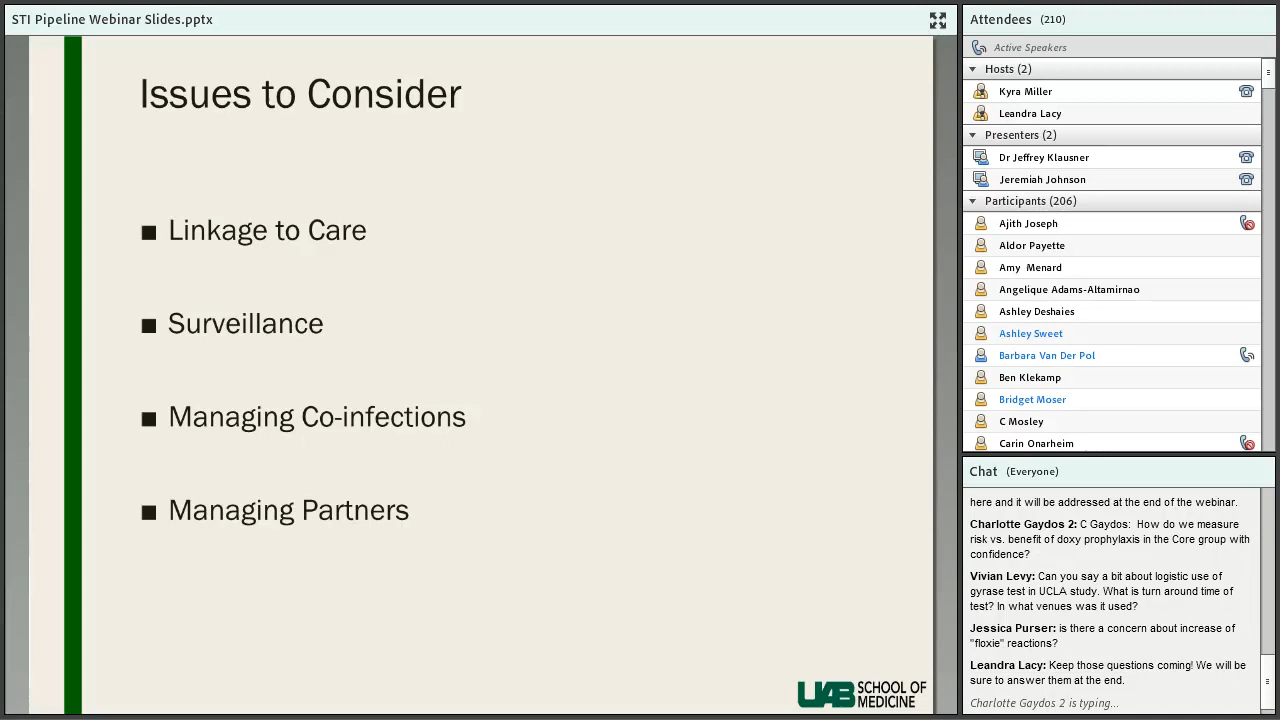 STI Pipeline Webinar Slides.pptx
Issues to Consider
■ Linkage to Care
■ Surveillance
■ Managing Co-infections
■ Managing Partners
UAB SCHOOL OF
MEDICINE
Attendees (210)
Active Speakers
Hosts (2)
Kyra Miller
Leandra Lacy
Presenters (2)
Dr Jeffrey Klausner
Jeremiah Johnson
Participants (206)
Ajith Joseph
Aldor Payette
Amy Menard
Angelique Adams-Altamirnao
Ashley Deshaies
Ashley Sweet
Barbara Van Der Pol
Ben Klekamp
Bridget Moser
C Mosley
Carin Onarheim
Chat (Everyone)
here and it will be addressed at the end of the webinar.
Charlotte Gaydos 2: C Gaydos: How do we measure
risk vs. benefit of doxy prophylaxis in the Core group with
confidence?
Vivian Levy: Can you say a bit about logistic use of
gyrase test in UCLA study. What is turn around time of
test? In what venues was it used?
Jessica Purser: is there a concern about increase of
"floxie" reactions?
Leandra Lacy: Keep those questions coming! We will be
sure to answer them at the end.
Charlotte Gaydos 2 is typing...